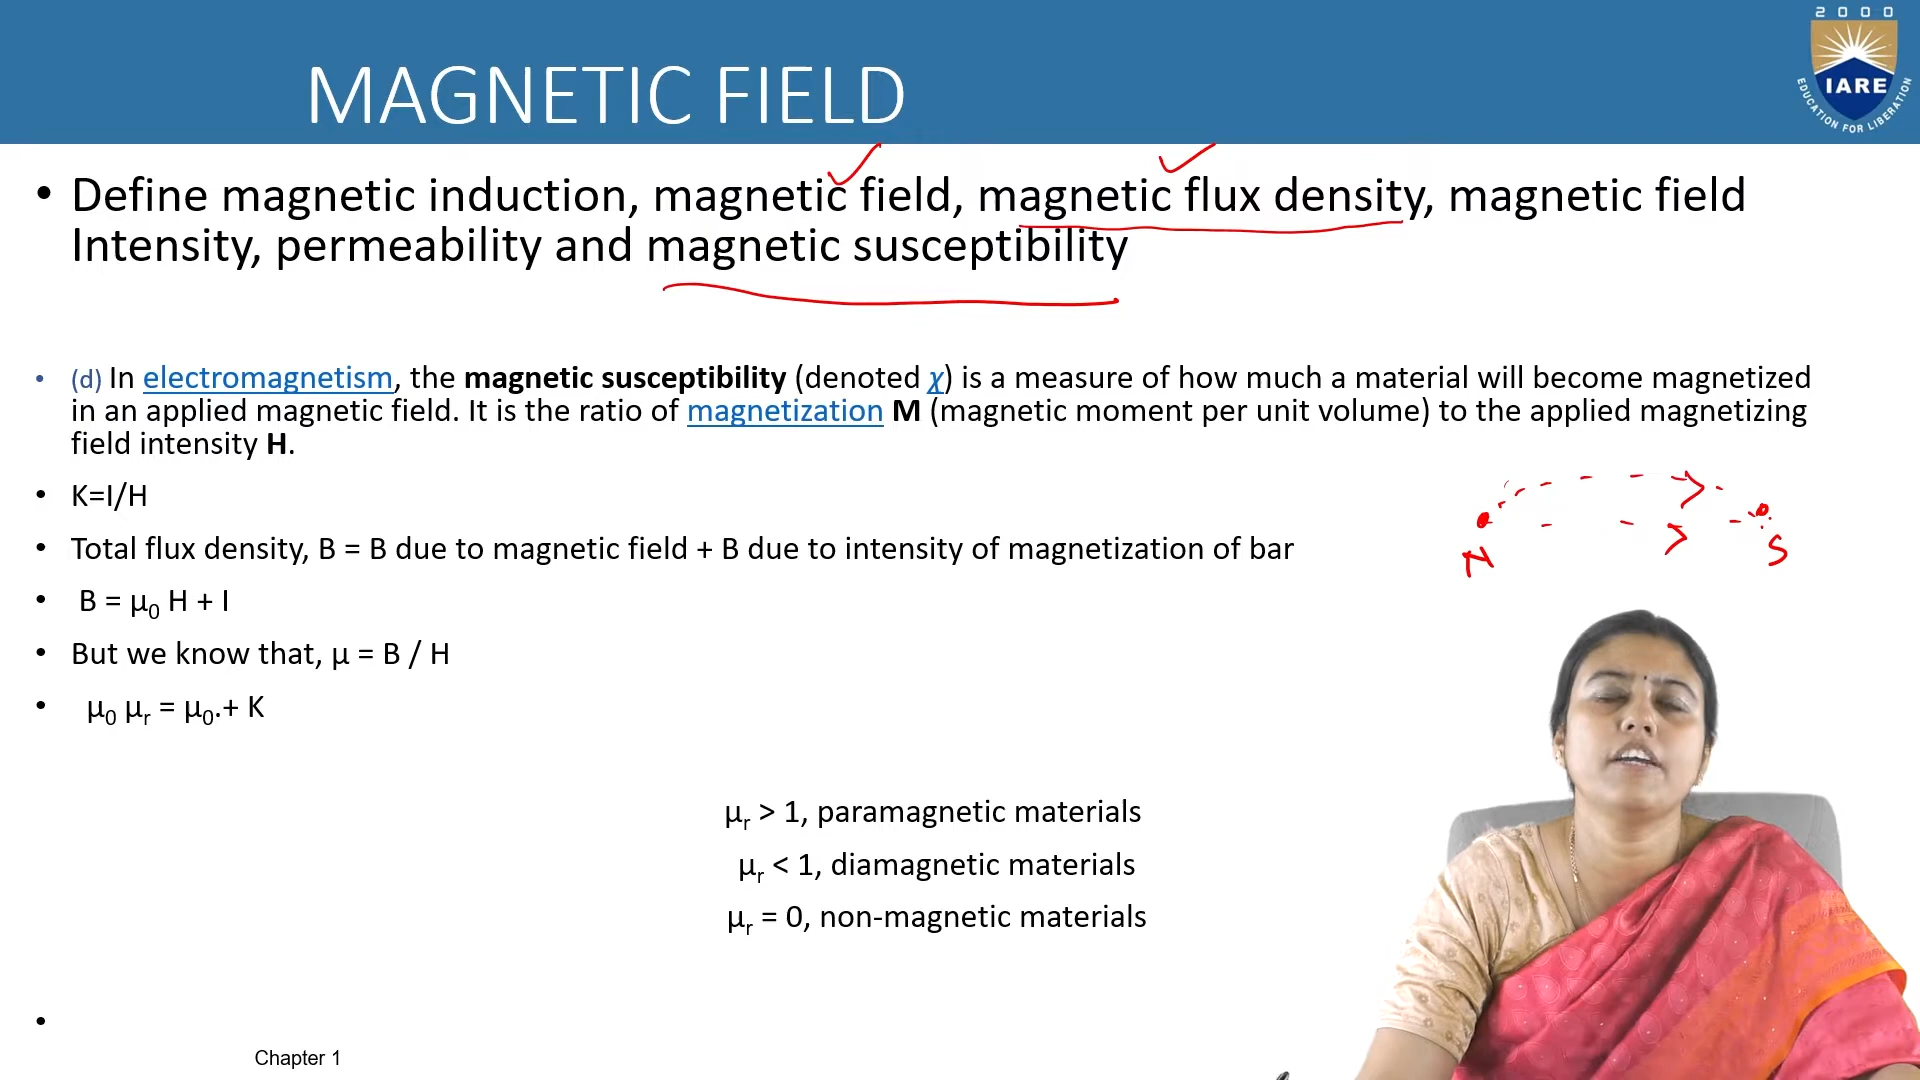 2000
IARE
EDUCATION FOR LIBERATION
MAGNETIC FIELD
• Define magnetic induction, magnetic field, magnetic flux density, magnetic field
Intensity, permeability and magnetic susceptibility
• (d) In electromagnetism, the magnetic susceptibility (denoted χ) is a measure of how much a material will become magnetized
in an applied magnetic field. It is the ratio of magnetization M (magnetic moment per unit volume) to the applied magnetizing
field intensity H.
• K=I/H
• Total flux density, B = B due to magnetic field + B due to intensity of magnetization of bar
• B = μ₀ H + I
• But we know that, μ = B / H
• μ₀ μᵣ = μ₀.+ K
N S
μᵣ > 1, paramagnetic materials
μᵣ < 1, diamagnetic materials
μᵣ = 0, non-magnetic materials
•
Chapter 1